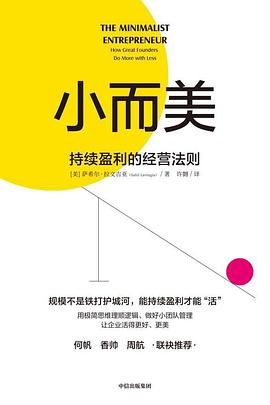 THE MINIMALIST
ENTREPRENEUR
How Great Founders
Do More with Less
小而美
持续盈利的经营法则
[美] 萨希尔·拉文吉亚 (Sahil Lavingia) / 著 许翾 / 译
规模不是铁打护城河，能持续盈利才能“活”
用极简思维理顺逻辑、做好小团队管理
让企业活得更好、更美
何帆 香帅 周航 ·联袂推荐·
中信出版集团